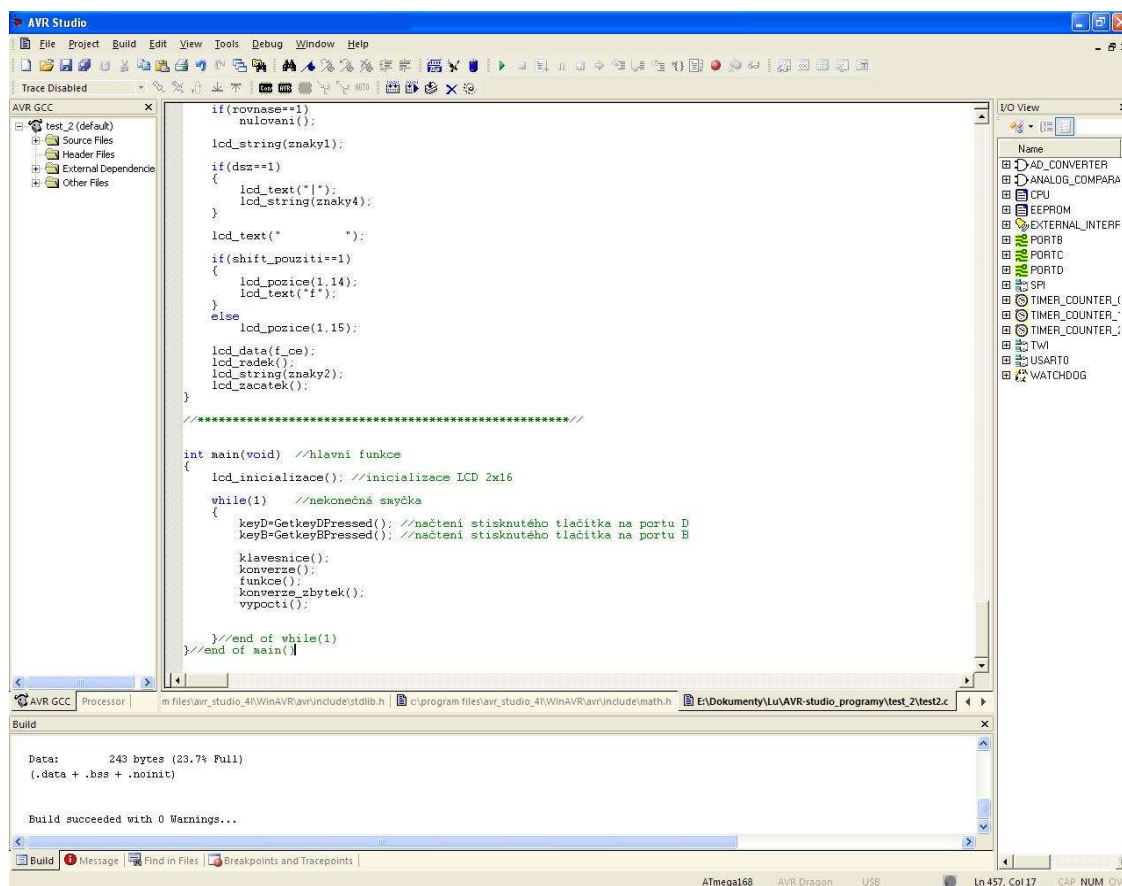 AVR Studio
File Project Build Edit View Tools Debug Window Help
Trace Disabled
AVR GCC
test_2 (default)
Source Files
Header Files
External Dependencie
Other Files
if(rovnase==1)
nulovani();
lcd_string(znaky1);
if(dsz==1)
{
lcd_text("|");
lcd_string(znaky4);
}
lcd_text("          ");
if(shift_pouziti==1)
{
lcd_pozice(1,14);
lcd_text("f");
}
else
lcd_pozice(1,15);
lcd_data(f_ce);
lcd_radek();
lcd_string(znaky2);
lcd_zacatek();
}
//*****************************************************//
int main(void) //hlavní funkce
{
lcd_inicializace(); //inicializace LCD 2x16
while(1) //nekonečná smyčka
{
keyD=GetkeyDPressed(); //načtení stisknutého tlačítka na portu D
keyB=GetkeyBPressed(); //načtení stisknutého tlačítka na portu B
klavesnice();
konverze();
funkce();
konverze_zbytek();
vypocti();
}//end of while(1)
}//end of main()
I/O View
Name
AD_CONVERTER
ANALOG_COMPARA
CPU
EEPROM
EXTERNAL_INTERF
PORTB
PORTC
PORTD
SPI
TIMER_COUNTER_
TIMER_COUNTER_
TIMER_COUNTER_
TWI
USART0
WATCHDOG
AVR GCC Processor
m files\avr_studio_4\WinAVR\avr\include\stdlib.h c:\program files\avr_studio_4\WinAVR\avr\include\math.h E:\Dokumenty\Lu\AVR-studio_programy\test_2\test2.c
Build
Data: 243 bytes (23.7% Full)
(.data + .bss + .noinit)
Build succeeded with 0 Warnings...
Build Message Find in Files Breakpoints and Tracepoints
ATmega168 AVR Dragon USB Ln 457, Col 17 CAP NUM